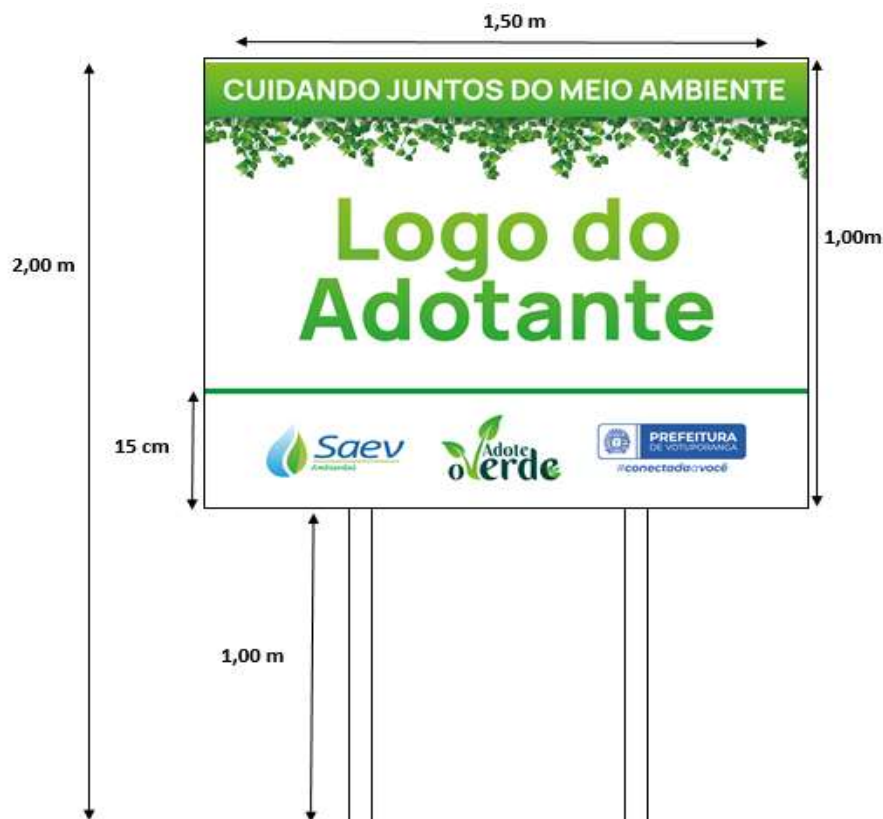 1,50 m
CUIDANDO JUNTOS DO MEIO AMBIENTE
Logo do
Adotante
2,00 m
1,00m
15 cm
Saev
Ambiental
Adote
o Verde
PREFEITURA
DE VOTUPORANGA
#conectadaavocê
1,00 m